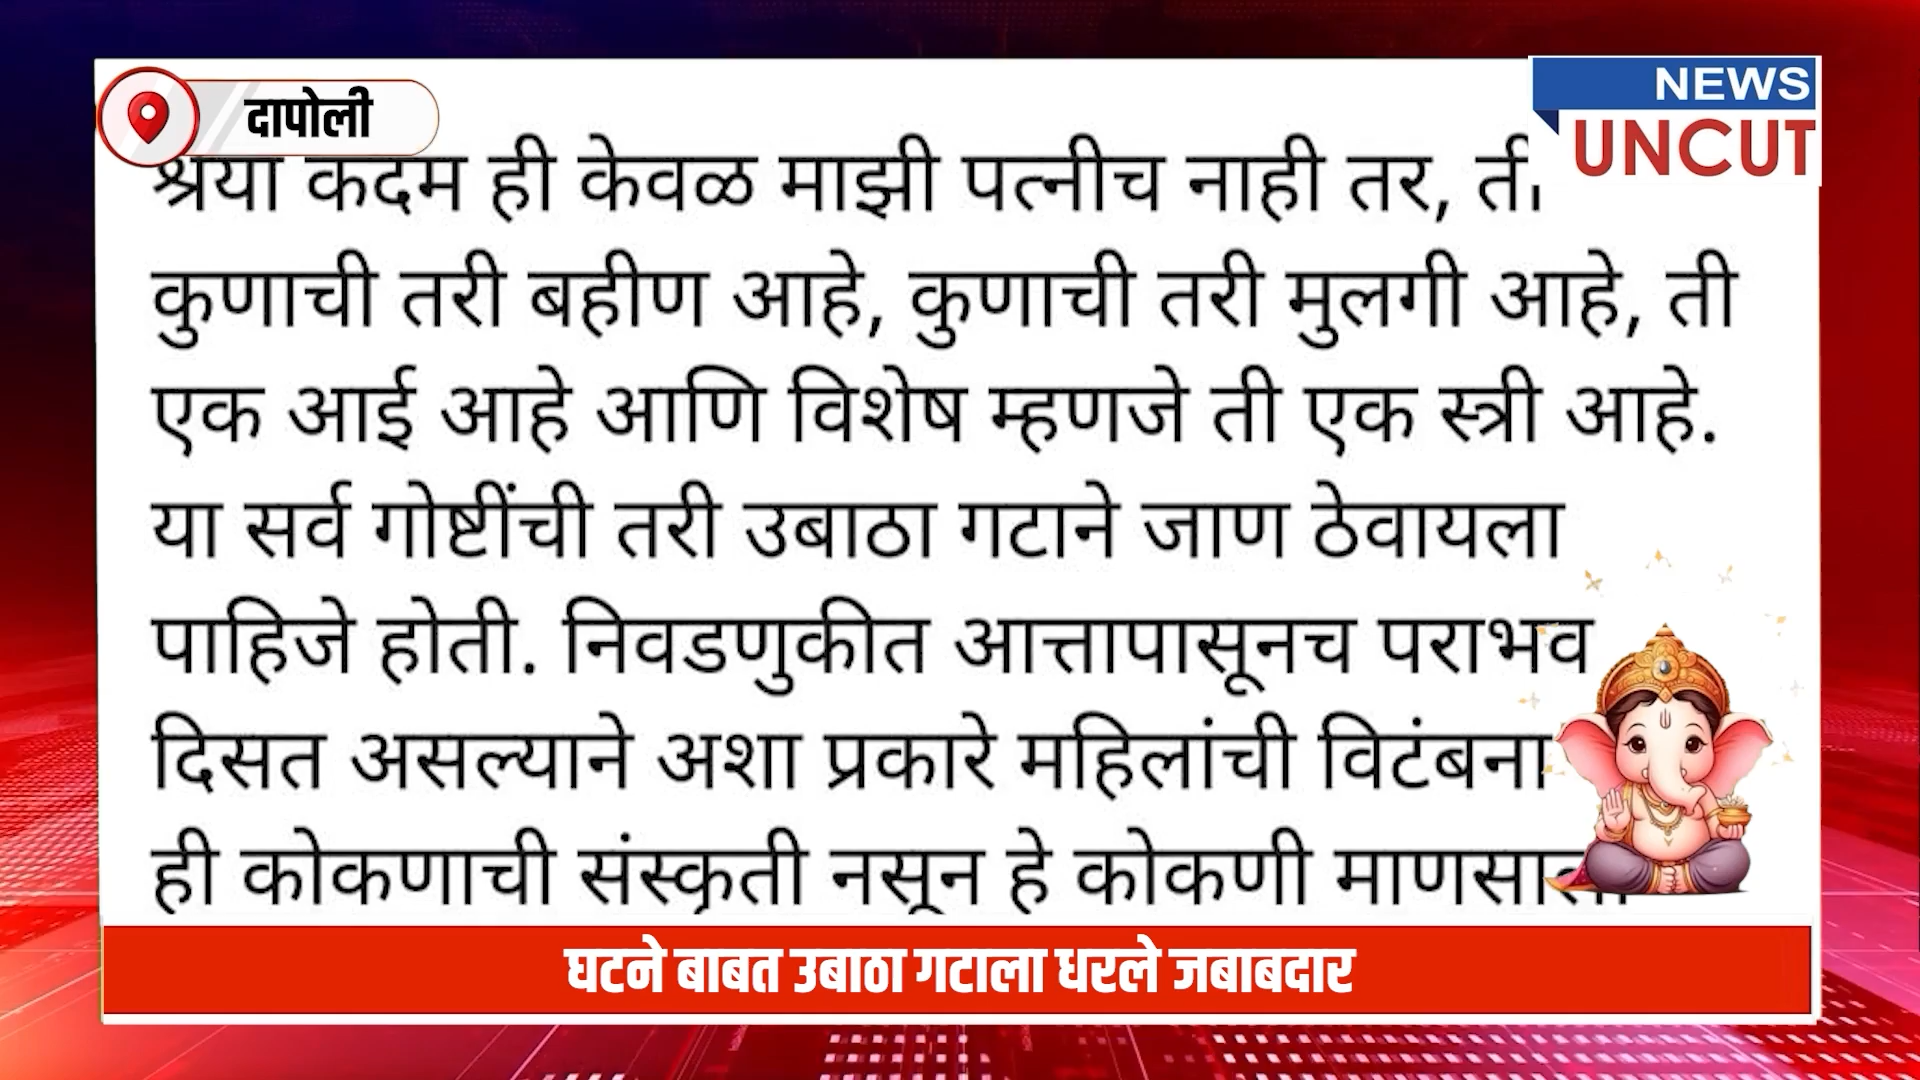 दापोली
NEWS
UNCUT
कदम ही केवळ माझी पत्नीच नाही तर, ती
कुणाची तरी बहीण आहे, कुणाची तरी मुलगी आहे, ती
एक आई आहे आणि विशेष म्हणजे ती एक स्त्री आहे.
या सर्व गोष्टींची तरी उबाठा गटाने जाण ठेवायला
पाहिजे होती. निवडणुकीत आत्तापासूनच पराभव
दिसत असल्याने अशा प्रकारे महिलांची विटंबना
ही कोकणाची संस्कृती नसून हे कोकणी
घटने बाबत उबाठा गटाला धरले जबाबदार